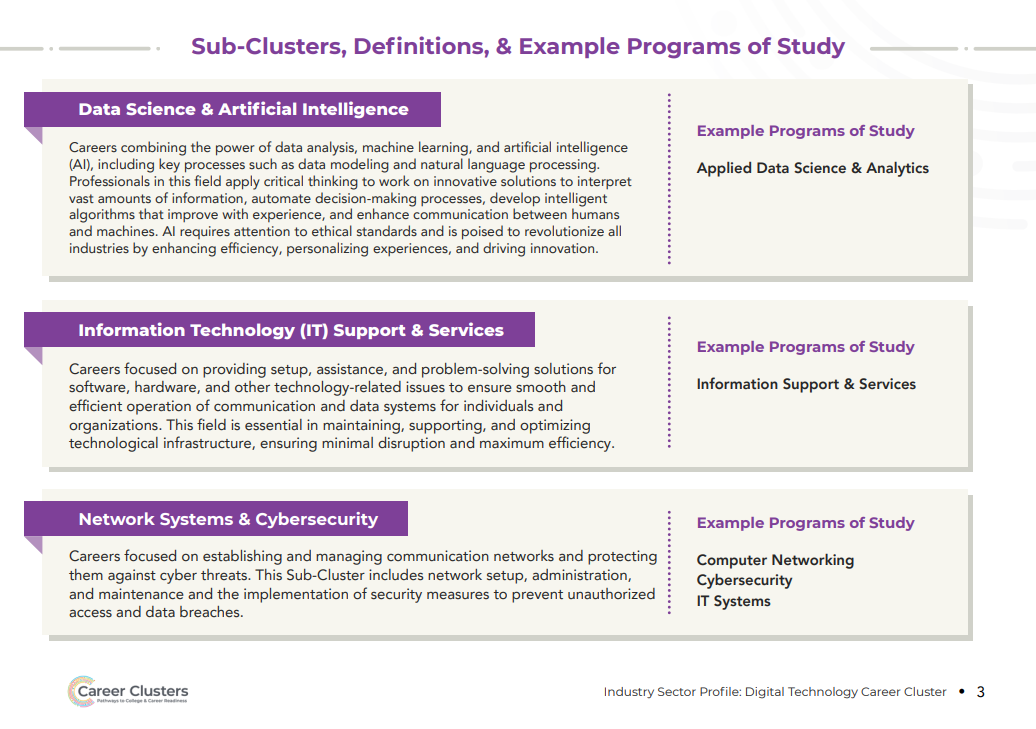 Sub-Clusters, Definitions, & Example Programs of Study
Data Science & Artificial Intelligence
Careers combining the power of data analysis, machine learning, and artificial intelligence
(AI), including key processes such as data modeling and natural language processing.
Professionals in this field apply critical thinking to work on innovative solutions to interpret
vast amounts of information, automate decision-making processes, develop intelligent
algorithms that improve with experience, and enhance communication between humans
and machines. AI requires attention to ethical standards and is poised to revolutionize all
industries by enhancing efficiency, personalizing experiences, and driving innovation.
Example Programs of Study
Applied Data Science & Analytics
Information Technology (IT) Support & Services
Careers focused on providing setup, assistance, and problem-solving solutions for
software, hardware, and other technology-related issues to ensure smooth and
efficient operation of communication and data systems for individuals and
organizations. This field is essential in maintaining, supporting, and optimizing
technological infrastructure, ensuring minimal disruption and maximum efficiency.
Example Programs of Study
Information Support & Services
Network Systems & Cybersecurity
Careers focused on establishing and managing communication networks and protecting
them against cyber threats. This Sub-Cluster includes network setup, administration,
and maintenance and the implementation of security measures to prevent unauthorized
access and data breaches.
Example Programs of Study
Computer Networking
Cybersecurity
IT Systems
Career Clusters
Pathways to College & Career Readiness
Industry Sector Profile: Digital Technology Career Cluster • 3